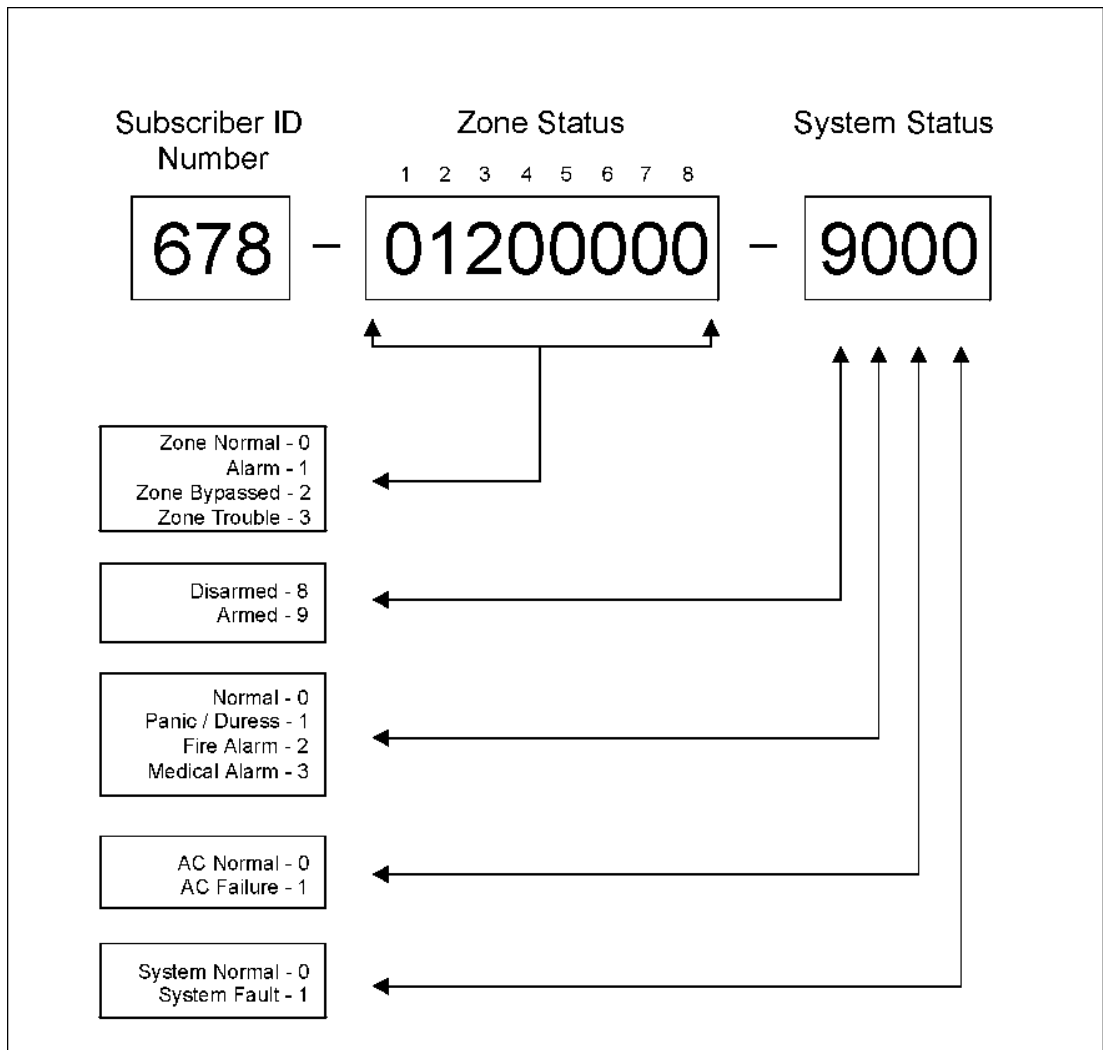 Subscriber ID
Number
Zone Status
System Status
1 2 3 4 5 6 7 8
678 – 01200000 – 9000
Zone Normal - 0
Alarm - 1
Zone Bypassed - 2
Zone Trouble - 3
Disarmed - 8
Armed - 9
Normal - 0
Panic / Duress - 1
Fire Alarm - 2
Medical Alarm - 3
AC Normal - 0
AC Failure - 1
System Normal - 0
System Fault - 1